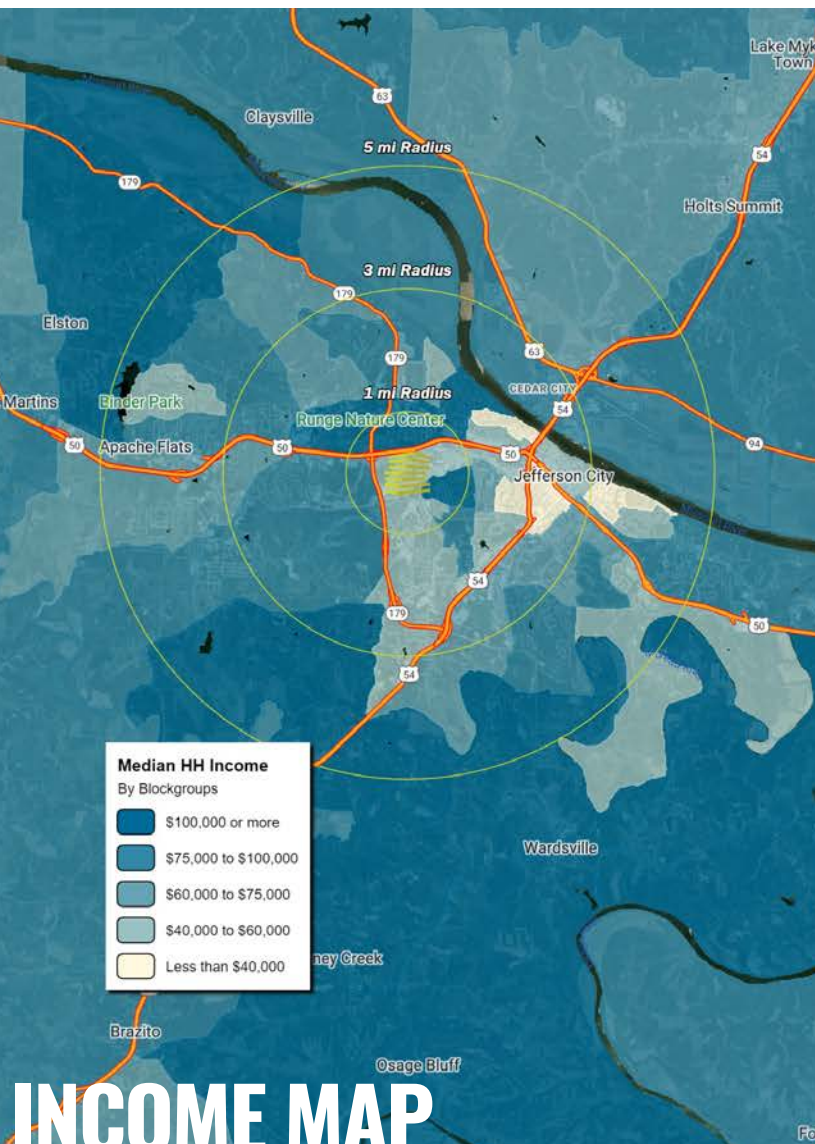 Lake Myk
Town
63
Claysville
5 mi Radius
54
179
Holts Summit
3 mi Radius
179
Elston
63
179
1 mi Radius
CEDAR CITY
Martins
Binder Park
54
Runge Nature Center
50
Apache Flats
50
50
94
Jefferson City
54
179
50
54
Median HH Income
By Blockgroups
$100,000 or more
$75,000 to $100,000
$60,000 to $75,000
$40,000 to $60,000
Less than $40,000
Wardsville
ney Creek
Brazito
Osage Bluff
INCOME MAP
Fo